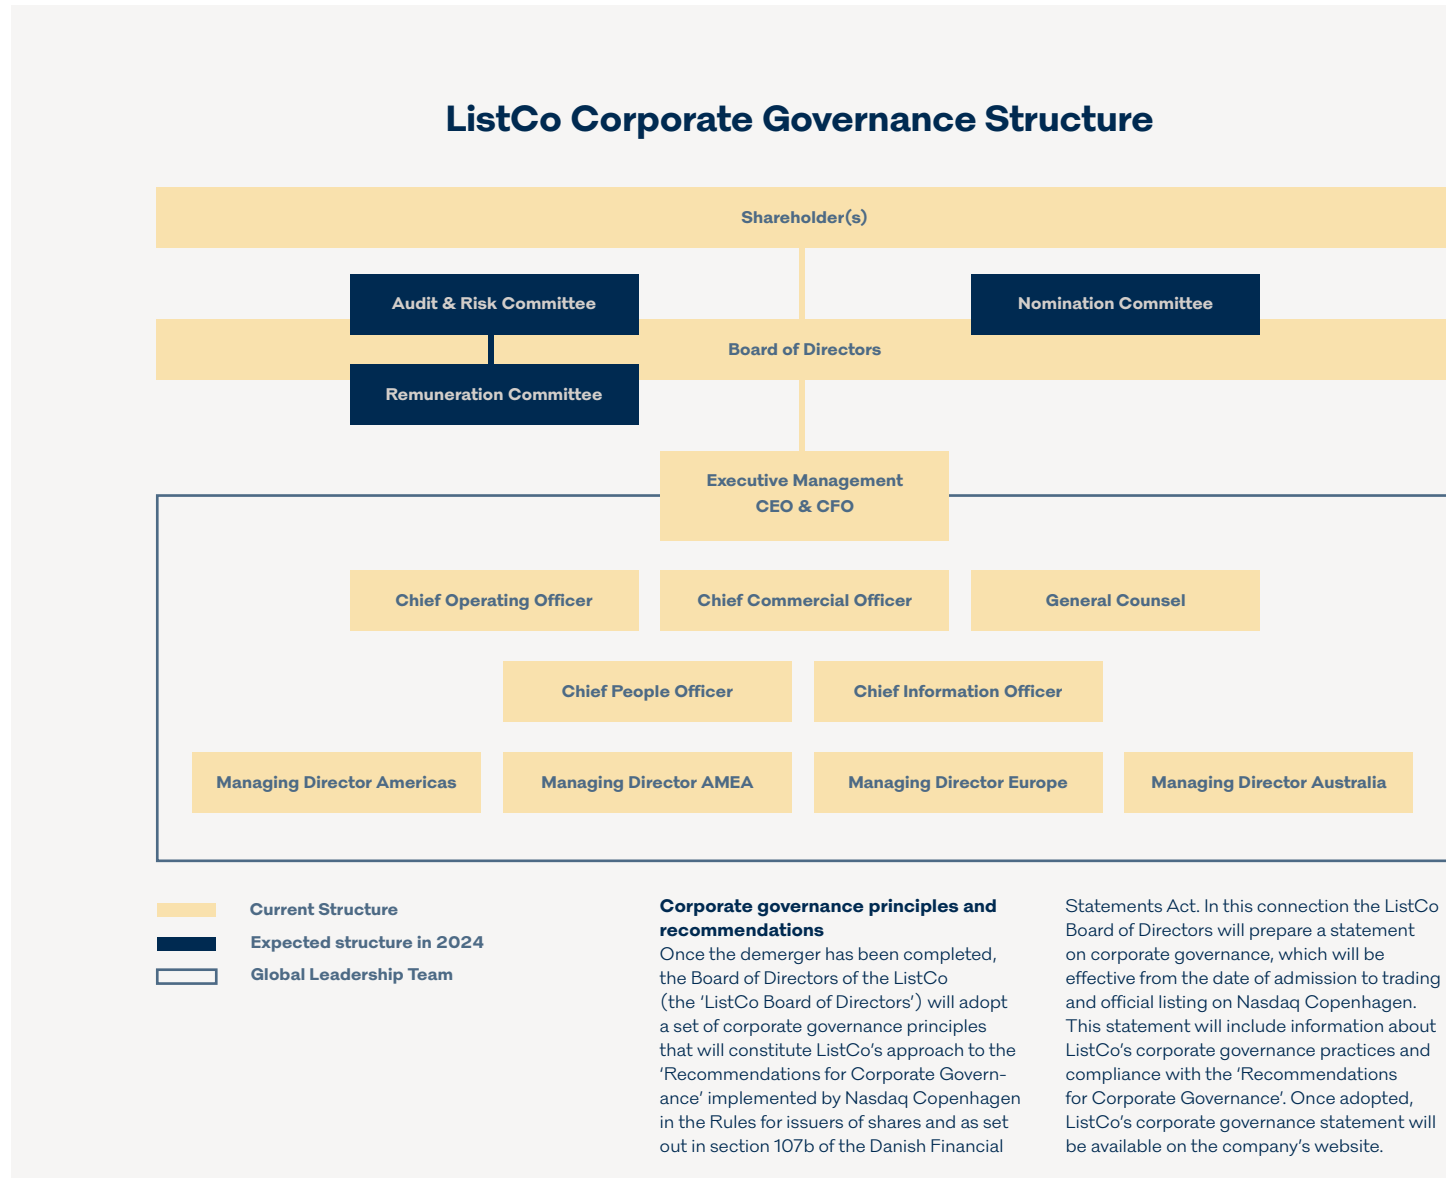 ListCo Corporate Governance Structure
Shareholder(s)
Audit & Risk Committee
Nomination Committee
Board of Directors
Remuneration Committee
Executive Management
CEO & CFO
Chief Operating Officer
Chief Commercial Officer
General Counsel
Chief People Officer
Chief Information Officer
Managing Director Americas
Managing Director AMEA
Managing Director Europe
Managing Director Australia
Current Structure
Expected structure in 2024
Global Leadership Team
Corporate governance principles and
recommendations
Once the demerger has been completed,
the Board of Directors of the ListCo
(the ‘ListCo Board of Directors’) will adopt
a set of corporate governance principles
that will constitute ListCo’s approach to the
‘Recommendations for Corporate Govern-
ance’ implemented by Nasdaq Copenhagen
in the Rules for issuers of shares and as set
out in section 107b of the Danish Financial
Statements Act. In this connection the ListCo
Board of Directors will prepare a statement
on corporate governance, which will be
effective from the date of admission to trading
and official listing on Nasdaq Copenhagen.
This statement will include information about
ListCo’s corporate governance practices and
compliance with the ‘Recommendations
for Corporate Governance’. Once adopted,
ListCo’s corporate governance statement will
be available on the company’s website.